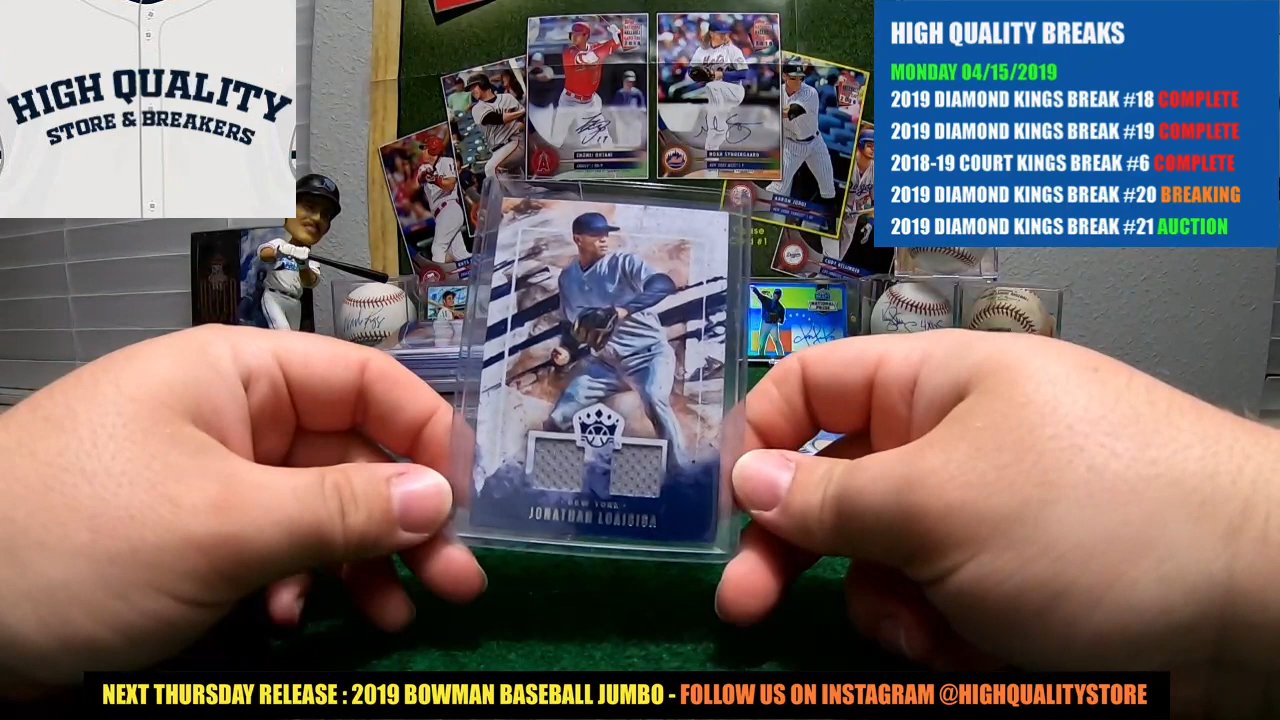 HIGH QUALITY
STORE & BREAKERS
HIGH QUALITY BREAKS
MONDAY 04/15/2019
2019 DIAMOND KINGS BREAK #18 COMPLETE
2019 DIAMOND KINGS BREAK #19 COMPLETE
2018-19 COURT KINGS BREAK #6 COMPLETE
2019 DIAMOND KINGS BREAK #20 BREAKING
2019 DIAMOND KINGS BREAK #21 AUCTION
SHOHEI OHTANI
NOAH SYNDERGAARD
AARON JUDGE
CODY BELLINGER
NEW YORK
JONATHAN LOAISIGA
NEXT THURSDAY RELEASE : 2019 BOWMAN BASEBALL JUMBO - FOLLOW US ON INSTAGRAM @HIGHQUALITYSTORE